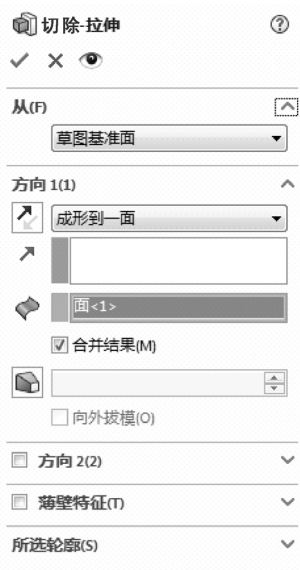 切除-拉伸
从(F)
草图基准面
方向 1(1)
成形到一面
面<1>
合并结果(M)
向外拔模(O)
方向 2(2)
薄壁特征(T)
所选轮廓(S)